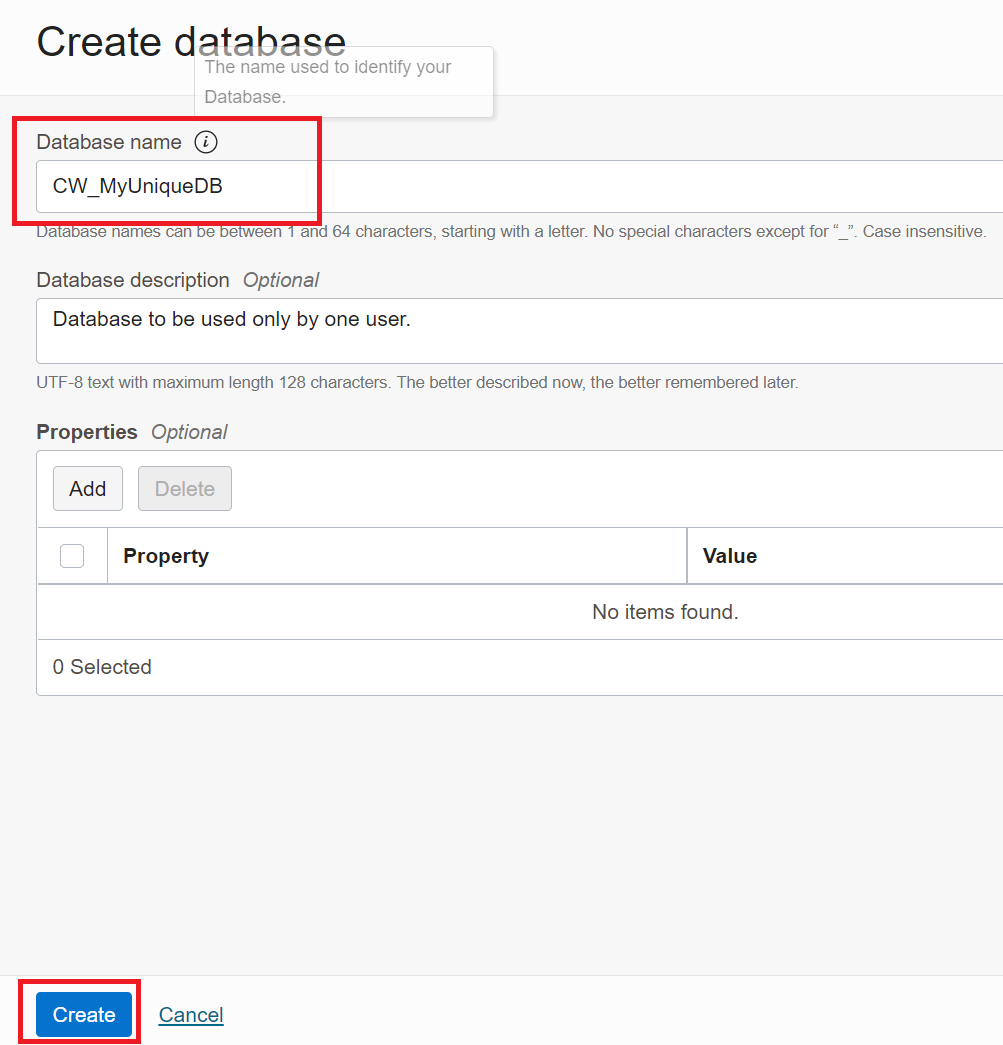 Create database
The name used to identify your
Database.
Database name
CW_MyUniqueDB
Database names can be between 1 and 64 characters, starting with a letter. No special characters except for “_”. Case insensitive.
Database description Optional
Database to be used only by one user.
UTF-8 text with maximum length 128 characters. The better described now, the better remembered later.
Properties Optional
Add Delete
Property Value
No items found.
0 Selected
Create Cancel